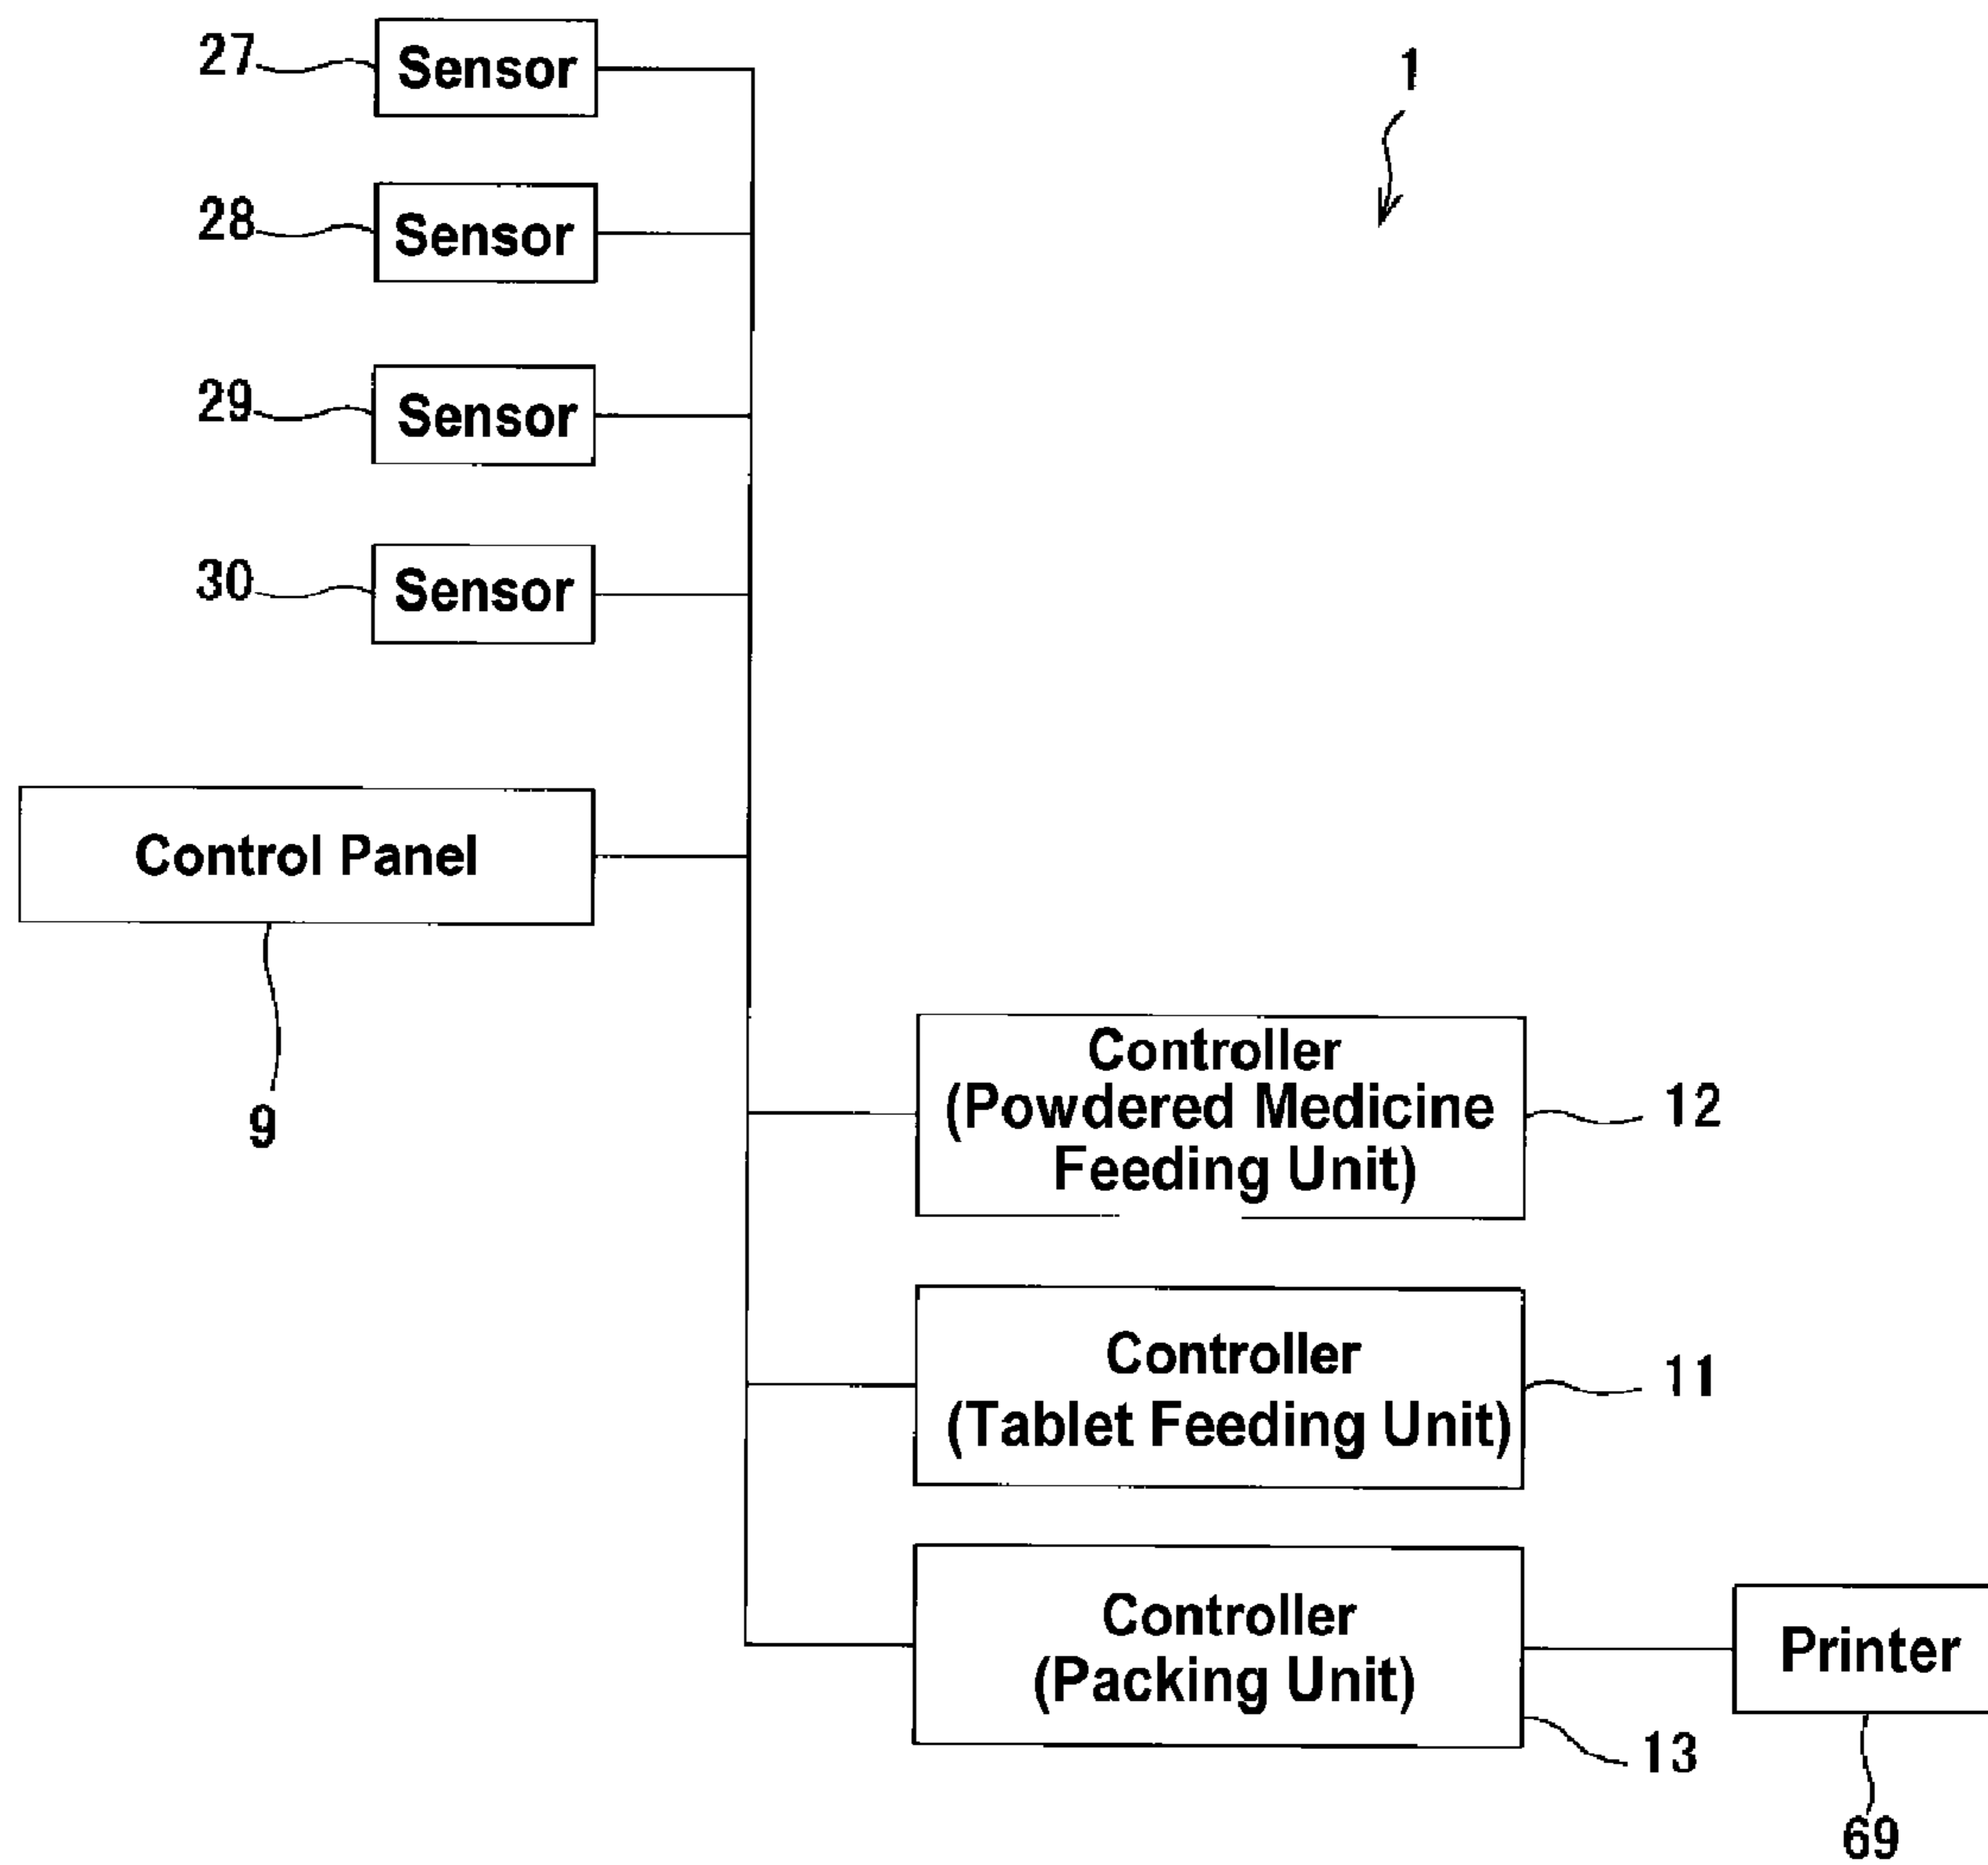 27
Sensor
1
28
Sensor
29
Sensor
30
Sensor
Control Panel
9
Controller
(Powdered Medicine
Feeding Unit)
12
Controller
(Tablet Feeding Unit)
11
Controller
(Packing Unit)
13
Printer
69